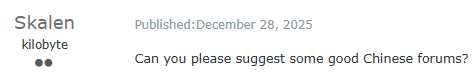 Skalen
kilobyte
Published:December 28, 2025
Can you please suggest some good Chinese forums?